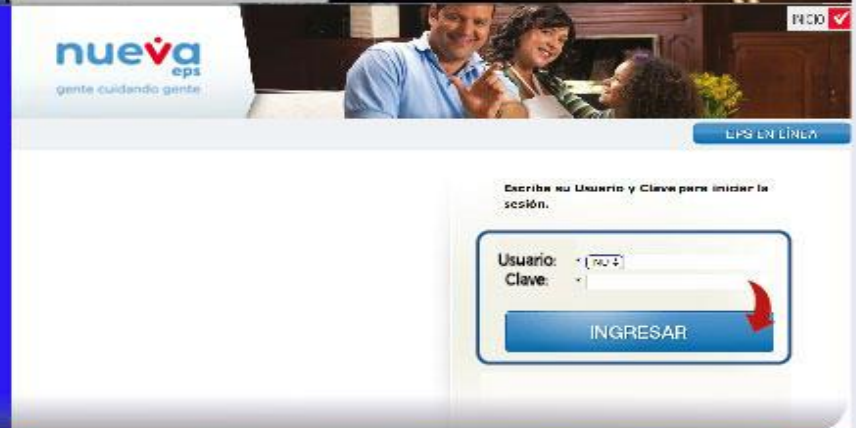 INICIO
nueva
eps
gente cuidando gente
EPS EN LÍNEA
Escriba su Usuario y Clave para iniciar la
sesión.
Usuario: *
Clave: *
INGRESAR